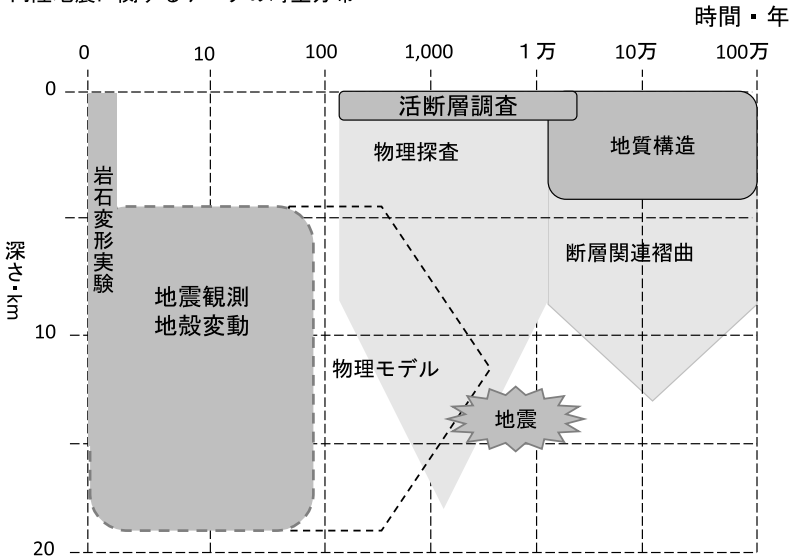 時間・年
0 10 100 1,000 1万 10万 100万
0
活断層調査
物理探査
地質構造
岩石変形実験
深さ・km
断層関連褶曲
地震観測
地殻変動
10
物理モデル
地震
20